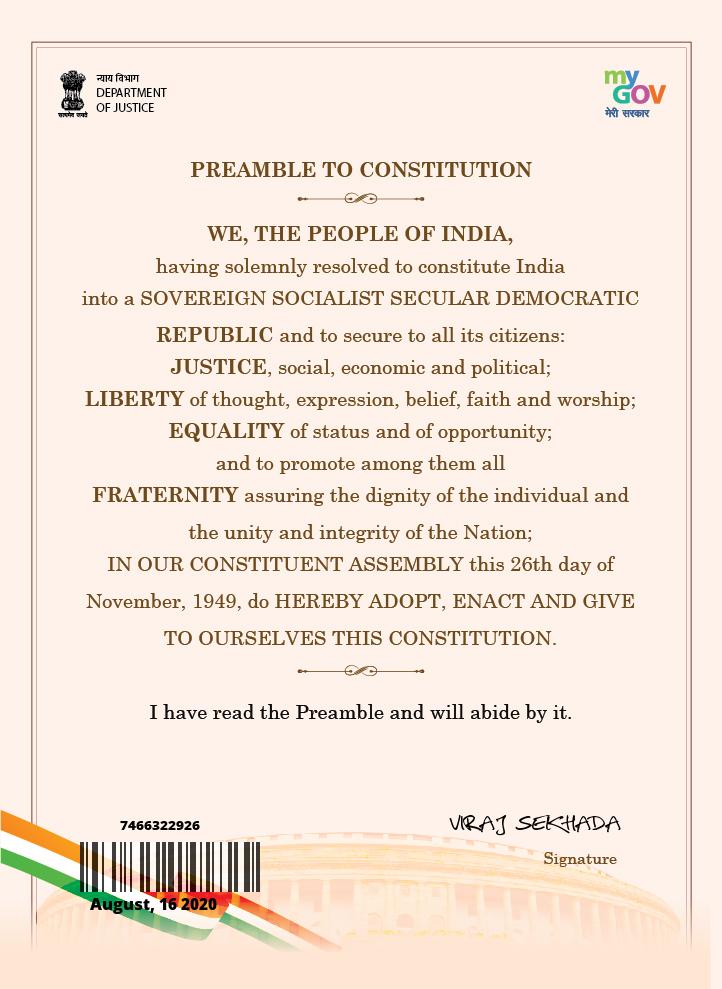 न्याय विभाग
DEPARTMENT
OF JUSTICE
सत्यमेव जयते
my
GOV
मेरी सरकार
PREAMBLE TO CONSTITUTION
WE, THE PEOPLE OF INDIA,
having solemnly resolved to constitute India
into a SOVEREIGN SOCIALIST SECULAR DEMOCRATIC
REPUBLIC and to secure to all its citizens:
JUSTICE, social, economic and political;
LIBERTY of thought, expression, belief, faith and worship;
EQUALITY of status and of opportunity;
and to promote among them all
FRATERNITY assuring the dignity of the individual and
the unity and integrity of the Nation;
IN OUR CONSTITUENT ASSEMBLY this 26th day of
November, 1949, do HEREBY ADOPT, ENACT AND GIVE
TO OURSELVES THIS CONSTITUTION.
I have read the Preamble and will abide by it.
7466322926
VIRAJ SEKHADA
Signature
August, 16 2020